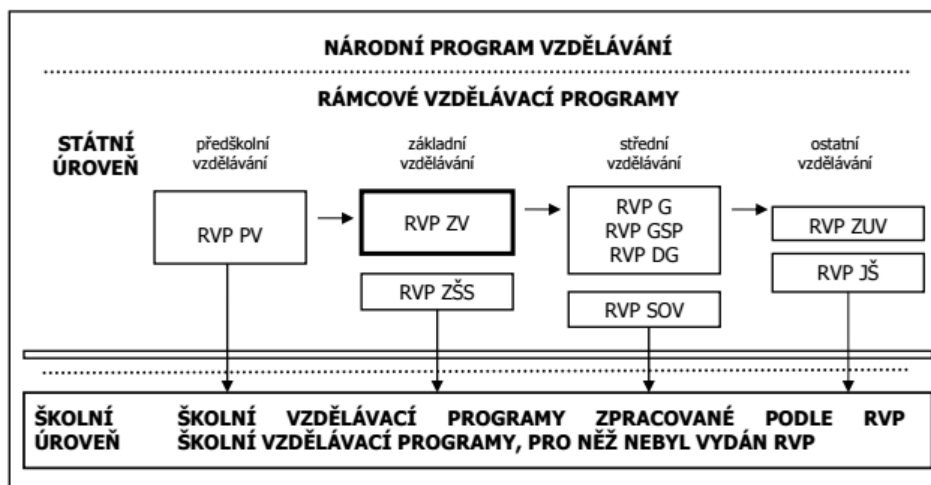 NÁRODNÍ PROGRAM VZDĚLÁVÁNÍ
RÁMCOVÉ VZDĚLÁVACÍ PROGRAMY
STÁTNÍ
ÚROVEŇ
předškolní
vzdělávání
základní
vzdělávání
střední
vzdělávání
ostatní
vzdělávání
RVP PV
RVP ZV
RVP G
RVP GSP
RVP DG
RVP ZUV
RVP ZŠS
RVP SOV
RVP JŠ
ŠKOLNÍ
ÚROVEŇ
ŠKOLNÍ VZDĚLÁVACÍ PROGRAMY ZPRACOVANÉ PODLE RVP
ŠKOLNÍ VZDĚLÁVACÍ PROGRAMY, PRO NĚŽ NEBYL VYDÁN RVP